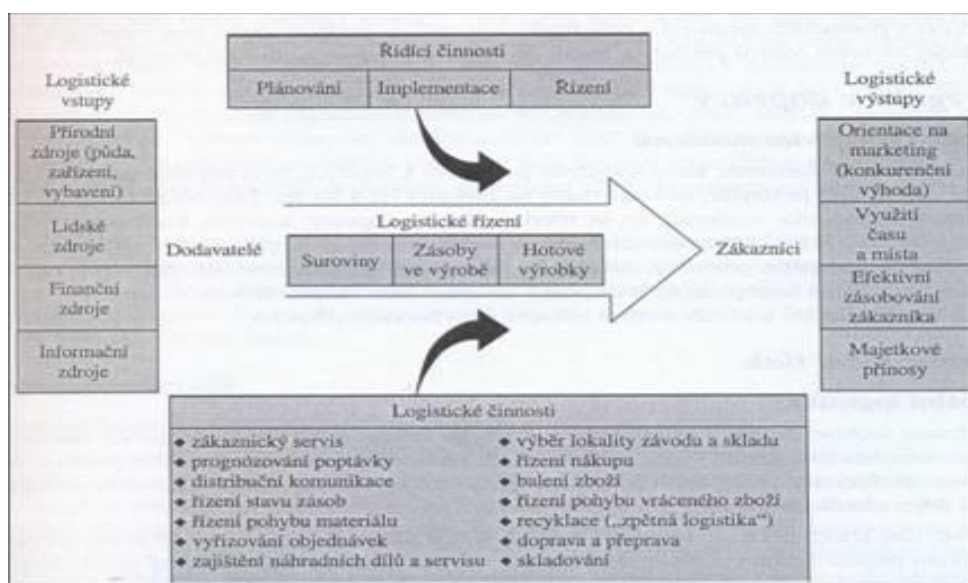 Řídící činnosti
Plánování Implementace Řízení
Logistické
vstupy
Přírodní
zdroje (půda,
zařízení,
vybavení)
Lidské
zdroje
Finanční
zdroje
Informační
zdroje
Dodavatelé
Logistické řízení
Suroviny
Zásoby
ve výrobě
Hotové
výrobky
Zákazníci
Logistické
výstupy
Orientace na
marketing
(konkurenční
výhoda)
Využití
času
a místa
Efektivní
zásobování
zákazníka
Majetkové
přínosy
Logistické činnosti
◆ zákaznický servis
◆ prognózování poptávky
◆ distribuční komunikace
◆ řízení stavu zásob
◆ řízení pohybu materiálu
◆ vyřizování objednávek
◆ zajištění náhradních dílů a servisu
◆ výběr lokality závodu a skladu
◆ řízení nákupu
◆ balení zboží
◆ řízení pohybu vráceného zboží
◆ recyklace („zpětná logistika“)
◆ doprava a přeprava
◆ skladování